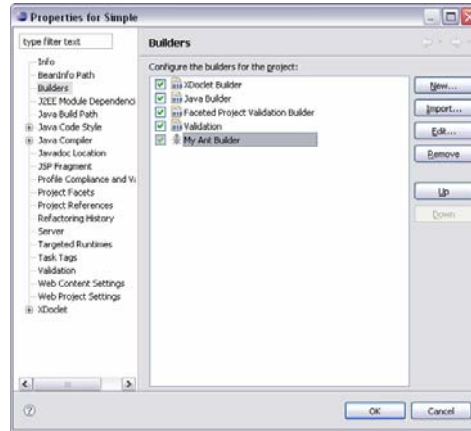 Properties for Simple
type filter text
Info
BeanInfo Path
Builders
J2EE Module Dependenci
Java Build Path
Java Code Style
Java Compiler
Javadoc Location
JSP Fragment
Profile Compliance and Va
Project Facets
Project References
Refactoring History
Server
Targeted Runtimes
Task Tags
Validation
Web Content Settings
Web Project Settings
XDoclet
Builders
Configure the builders for the project:
XDoclet Builder
Java Builder
Faceted Project Validation Builder
Validation
My Ant Builder
New...
Import...
Edit...
Remove
Up
Down
OK
Cancel